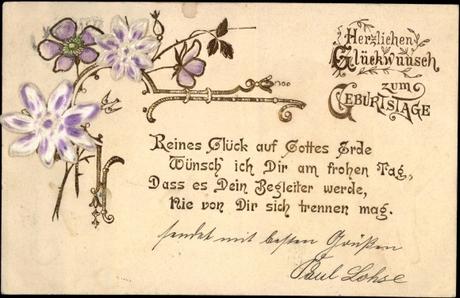 Herzlichen
Glückwunsch
zum
GEBURTSTAGE
Reines Glück auf Gottes Erde
Wünsch ich Dir am frohen Tag,
Dass es Dein Begleiter werde,
Nie von Dir sich trennen mag.
sendet mit besten Grüßen
Paul Lohse